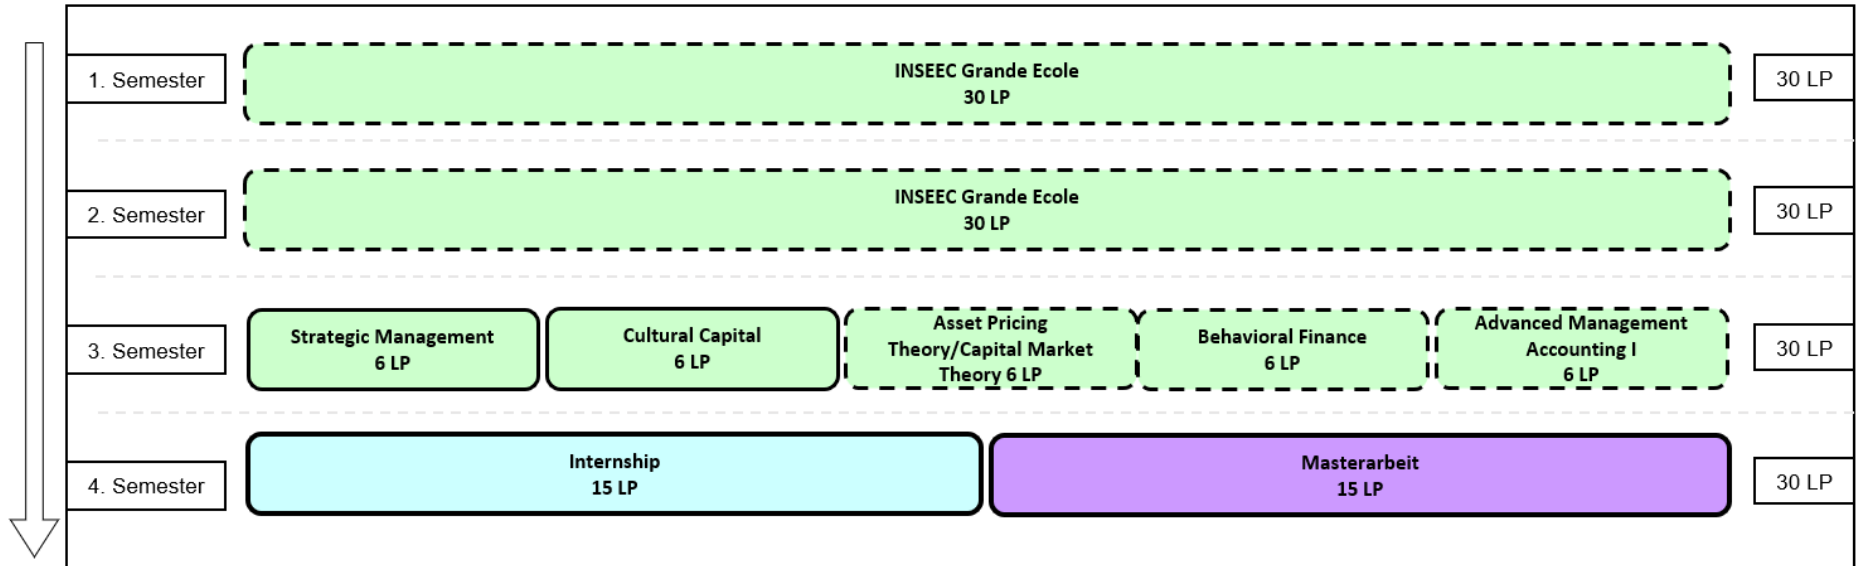 1. Semester
INSEEC Grande Ecole
30 LP
30 LP
2. Semester
INSEEC Grande Ecole
30 LP
30 LP
3. Semester
Strategic Management
6 LP
Cultural Capital
6 LP
Asset Pricing
Theory/Capital Market
Theory 6 LP
Behavioral Finance
6 LP
Advanced Management
Accounting I
6 LP
30 LP
4. Semester
Internship
15 LP
Masterarbeit
15 LP
30 LP